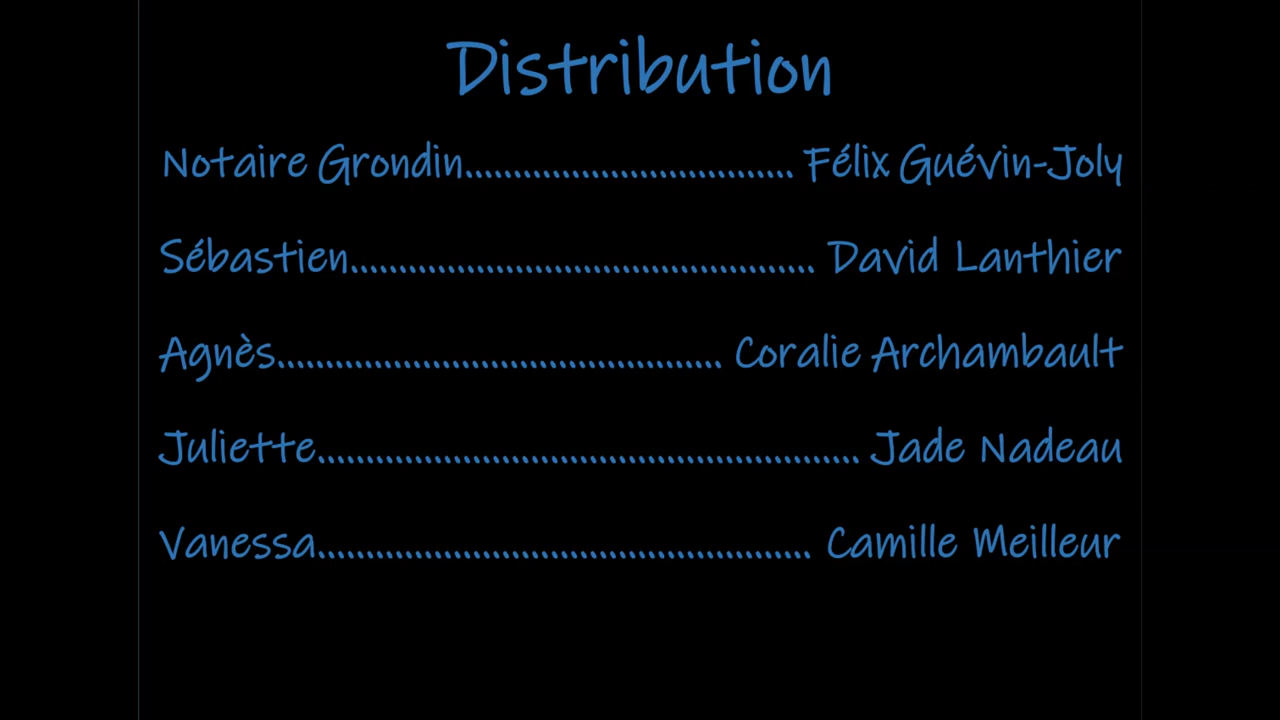 Distribution
Notaire Grondin.................................. Félix Guévin-Joly
Sébastien................................................ David Lanthier
Agnès.............................................. Coralie Archambault
Juliette........................................................ Jade Nadeau
Vanessa................................................... Camille Meilleur